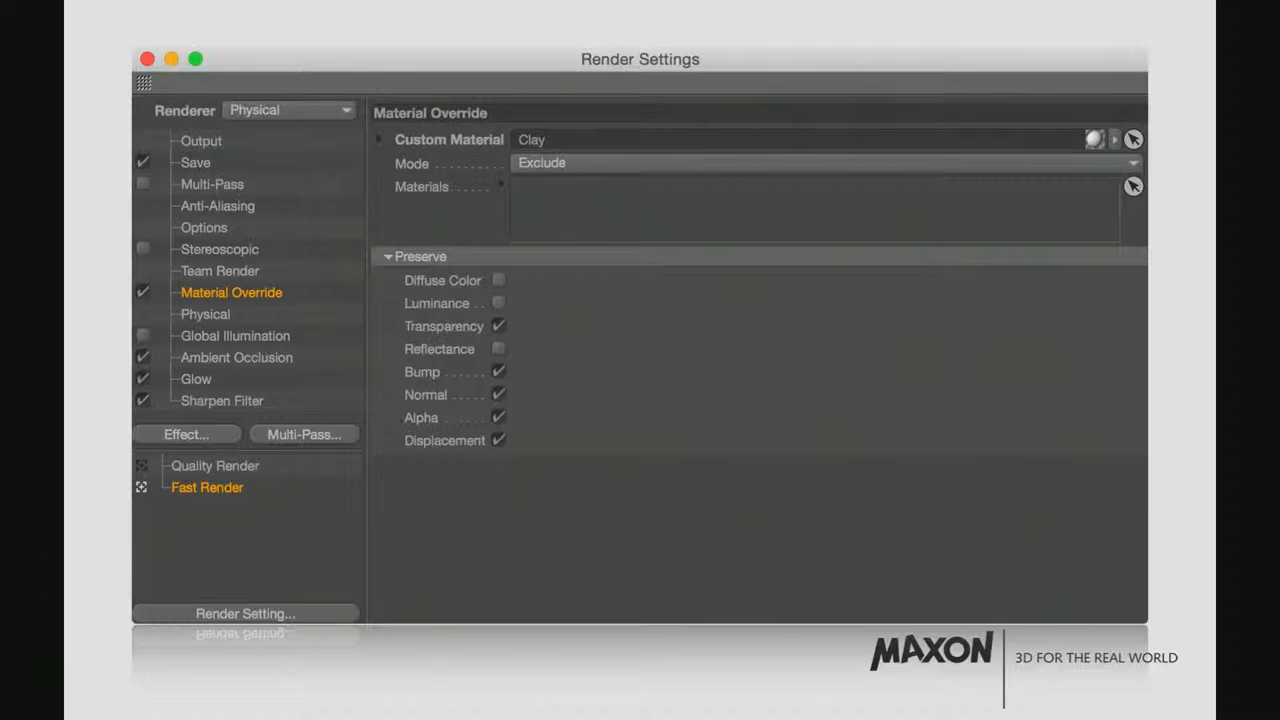 Render Settings
Renderer Physical
Output
Save
Multi-Pass
Anti-Aliasing
Options
Stereoscopic
Team Render
Material Override
Physical
Global Illumination
Ambient Occlusion
Glow
Sharpen Filter
Effect... Multi-Pass...
Quality Render
Fast Render
Render Setting...
Material Override
Custom Material Clay
Mode Exclude
Materials
Preserve
Diffuse Color
Luminance
Transparency
Reflectance
Bump
Normal
Alpha
Displacement
MAXON 3D FOR THE REAL WORLD